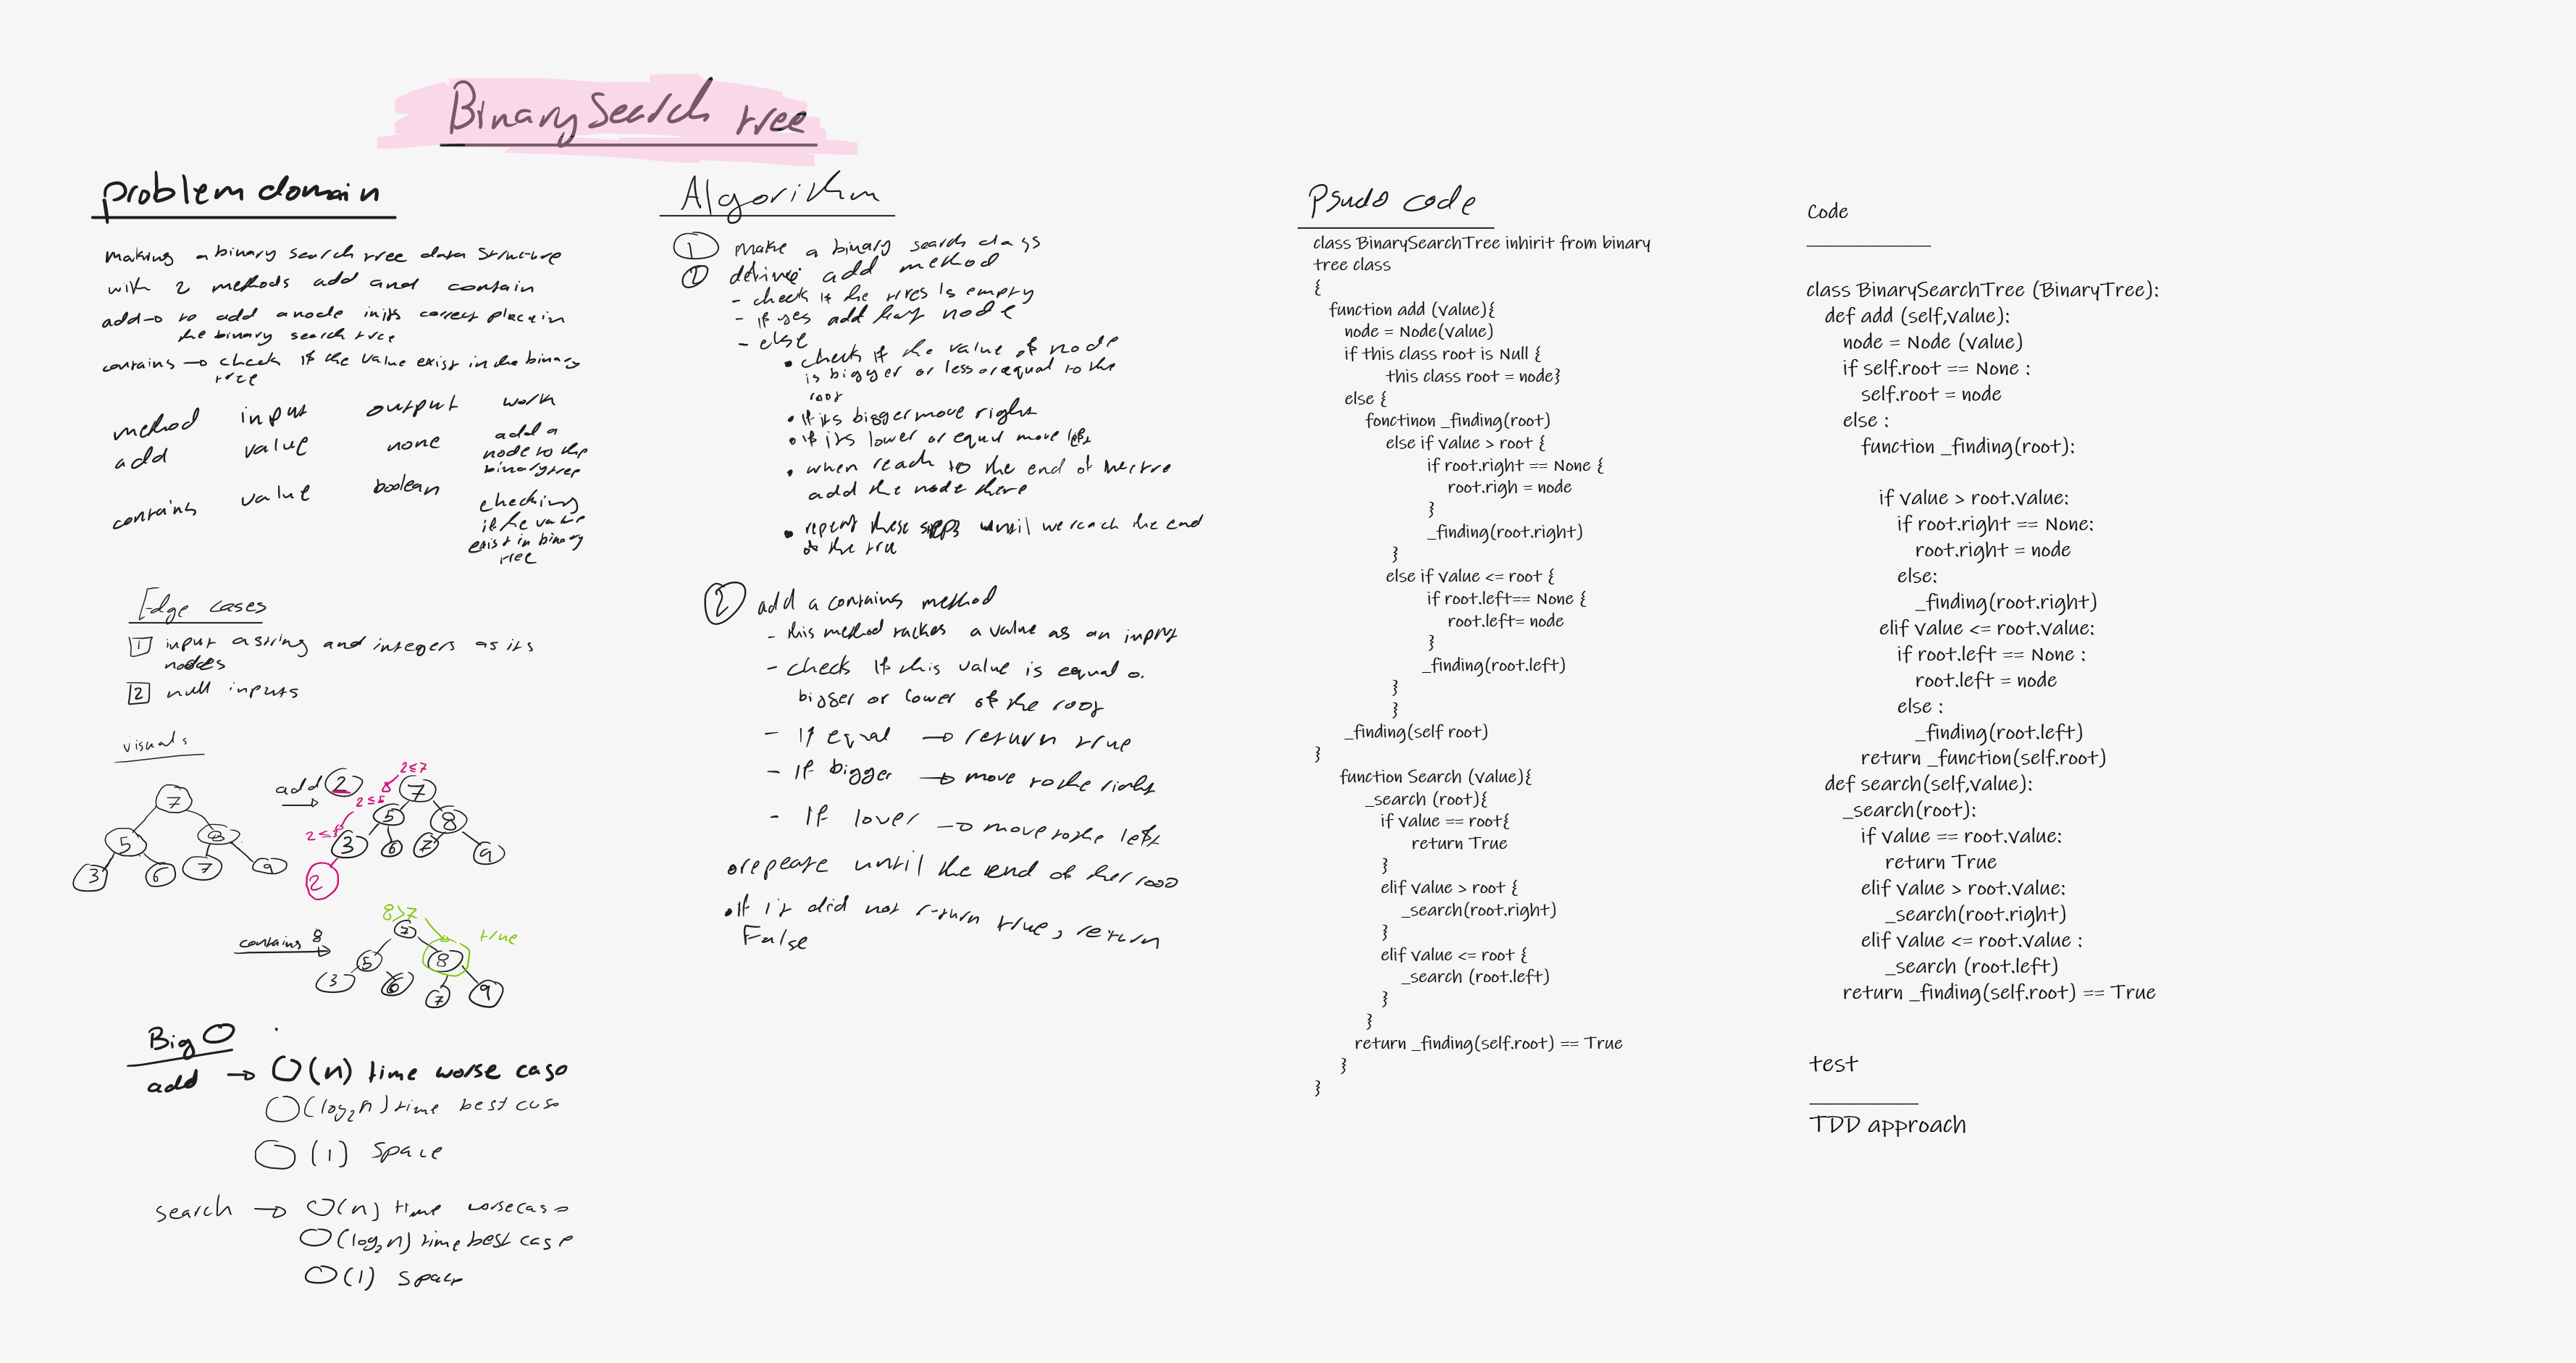 Binary Search tree
problem domain
making a binary search tree data structure
with 2 methods add and contain
add → to add a node in its correct place in
the binary search tree
contains → check if the value exist in the binary
tree
method input output work
add value none add a
node to the
binary tree
contains value boolean checking
if the value
exist in binary
tree
Edge cases
1 input a string and integers as its
nodes
2 null inputs
visuals
7
5 8
3 6 7 9
add 2
2≤7
2≤5
7
5 8
3 6 7 9
2
contains 8
8>7
true
7
5 8
3 6 7 9
Big O
add → O(n) time worse case
O(log₂n) time best case
O(1) space
search → O(n) time worse case
O(log₂n) time best case
O(1) space
Algorithm
1 make a binary search class
2 define add method
- check if the tree is empty
- if yes add that node
- else
• check if the value of node
is bigger or less or equal to the
root
• if its bigger move right
• if its lower or equal move left
• when reach to the end of the tree
add the node there
• repeat these steps until we reach the end
of the tree
2 add a contains method
- this method takes a value as an input
- check if this value is equal o.
bigger or lower of the root
- If equal → return true
- If bigger → move to the right
- If lower → move to the left
• repeate until the end of the
• If it did not return true, return
False
Psudo code
class BinarySearchTree inhirit from binary
tree class
{
function add (value){
node = Node(value)
if this class root is Null {
this class root = node}
else {
fonctinon _finding(root)
else if value > root {
if root.right == None {
root.righ = node
}
_finding(root.right)
}
else if value <= root {
if root.left== None {
root.left= node
}
_finding(root.left)
}
}
_finding(self root)
}
function Search (value){
_search (root){
if value == root{
return True
}
elif value > root {
_search(root.right)
}
elif value <= root {
_search (root.left)
}
}
return _finding(self.root) == True
}
}
Code
class BinarySearchTree (BinaryTree):
def add (self,value):
node = Node (value)
if self.root == None :
self.root = node
else :
function _finding(root):
if value > root.value:
if root.right == None:
root.right = node
else:
_finding(root.right)
elif value <= root.value:
if root.left == None :
root.left = node
else :
_finding(root.left)
return _function(self.root)
def search(self,value):
_search(root):
if value == root.value:
return True
elif value > root.value:
_search(root.right)
elif value <= root.value :
_search (root.left)
return _finding(self.root) == True
test
TDD approach